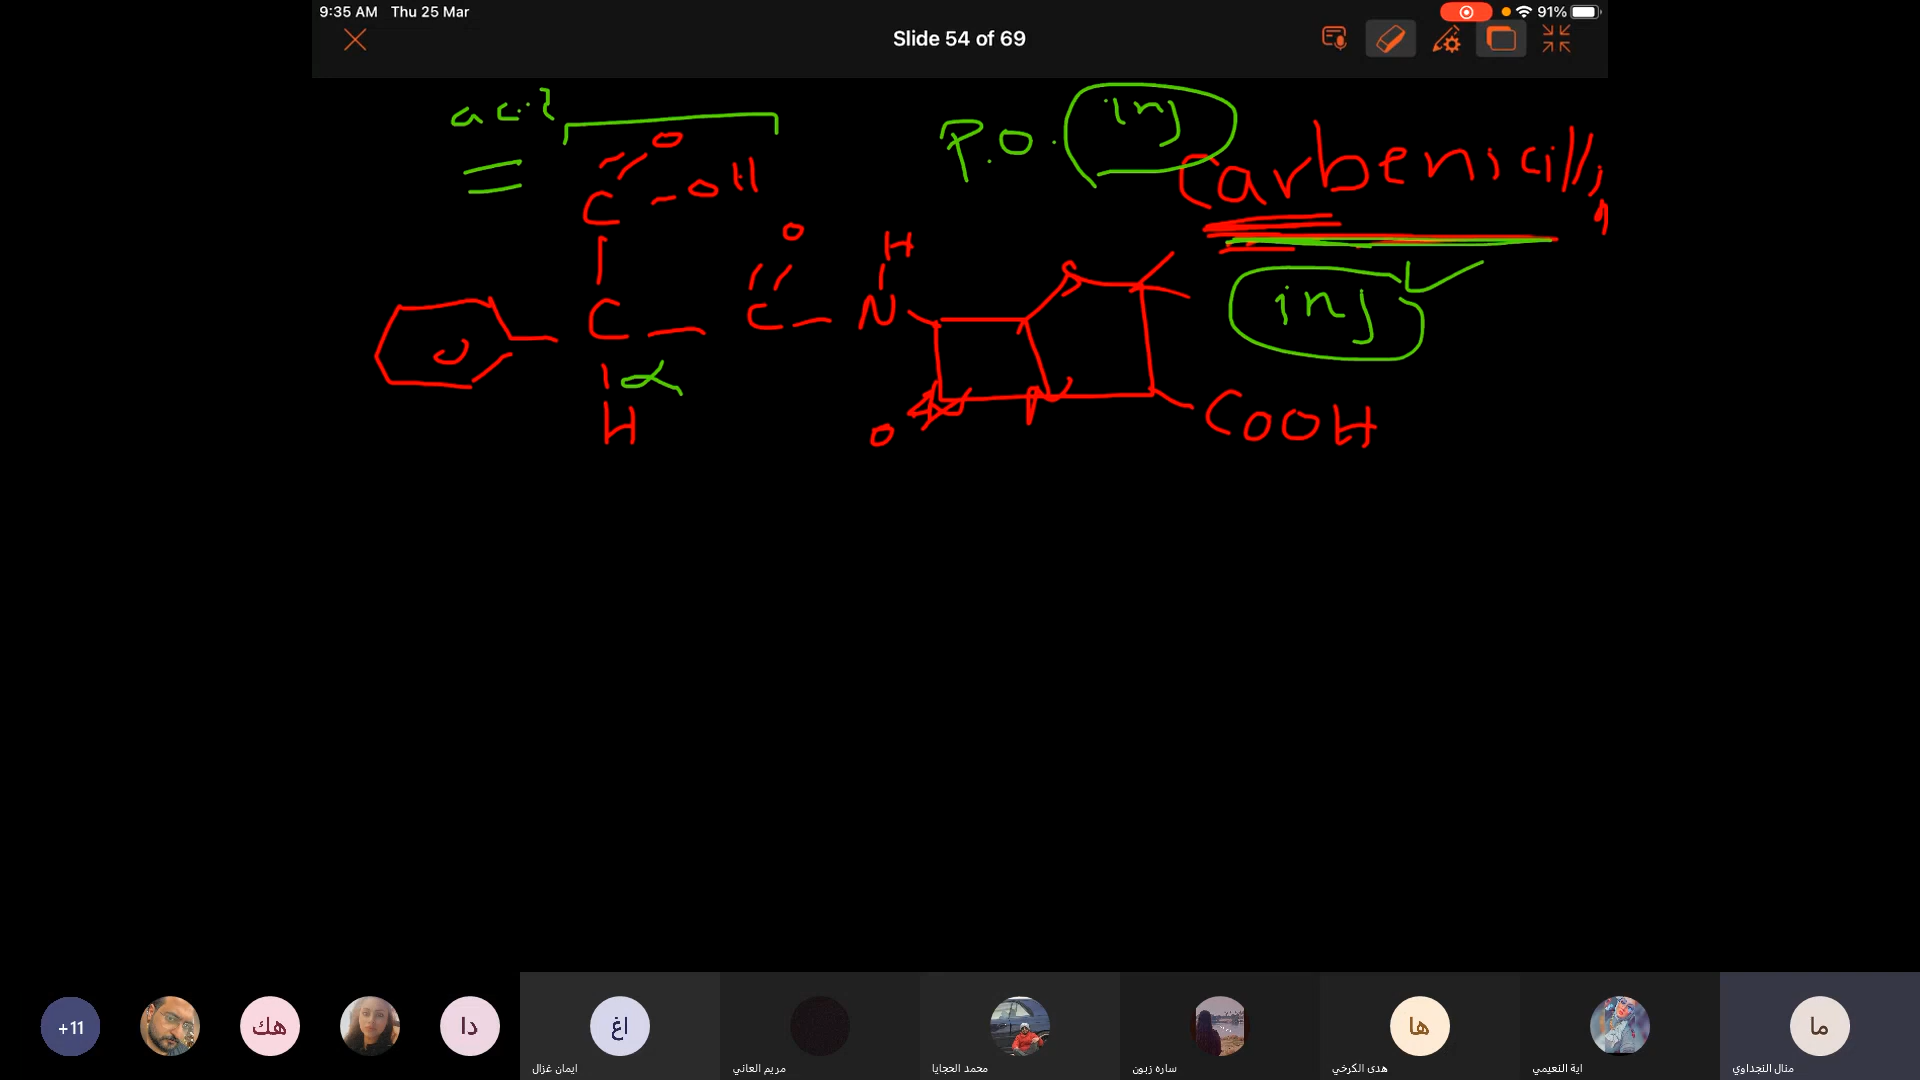 9:35 AM Thu 25 Mar
91%
Slide 54 of 69
acid
P.O. inj
Carbenicillin
inj
O
C - OH
O
H
C - C - N
S
α
H
O
N
COOH
+11
هك
دا
اغ
ها
ما
ايمان غزال
مريم العاني
محمد الحجايا
ساره زبون
هدى الكرخي
اية النعيمي
منال النجداوي